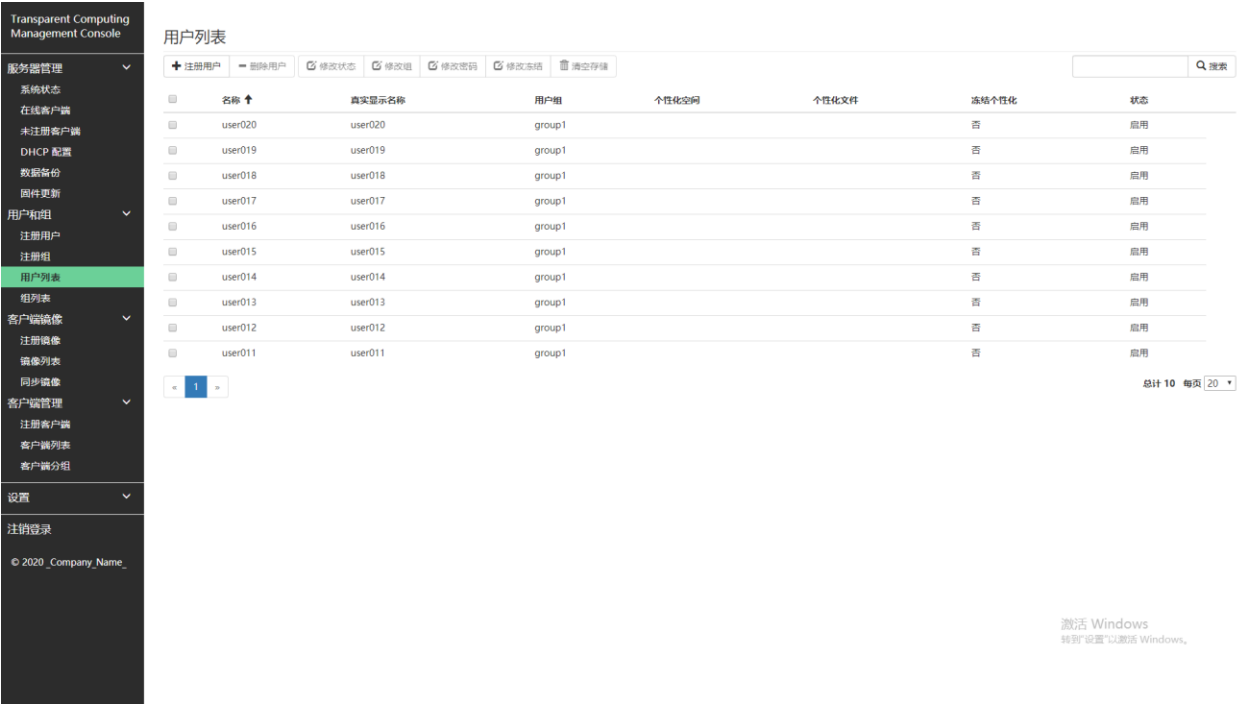 Transparent Computing
Management Console
服务器管理
系统状态
在线客户端
未注册客户端
DHCP 配置
数据备份
固件更新
用户和组
注册用户
注册组
用户列表
组列表
客户端镜像
注册镜像
镜像列表
同步镜像
客户端管理
注册客户端
客户端列表
客户端分组
设置
注销登录
© 2020 _Company_Name_
用户列表
注册用户 删除用户 修改状态 修改组 修改密码 修改冻结 清空存储 搜索
名称 真实显示名称 用户组 个性化空间 个性化文件 冻结个性化 状态
user020 user020 group1 否 启用
user019 user019 group1 否 启用
user018 user018 group1 否 启用
user017 user017 group1 否 启用
user016 user016 group1 否 启用
user015 user015 group1 否 启用
user014 user014 group1 否 启用
user013 user013 group1 否 启用
user012 user012 group1 否 启用
user011 user011 group1 否 启用
« 1 » 总计 10 每页 20
激活 Windows
转到"设置"以激活 Windows。